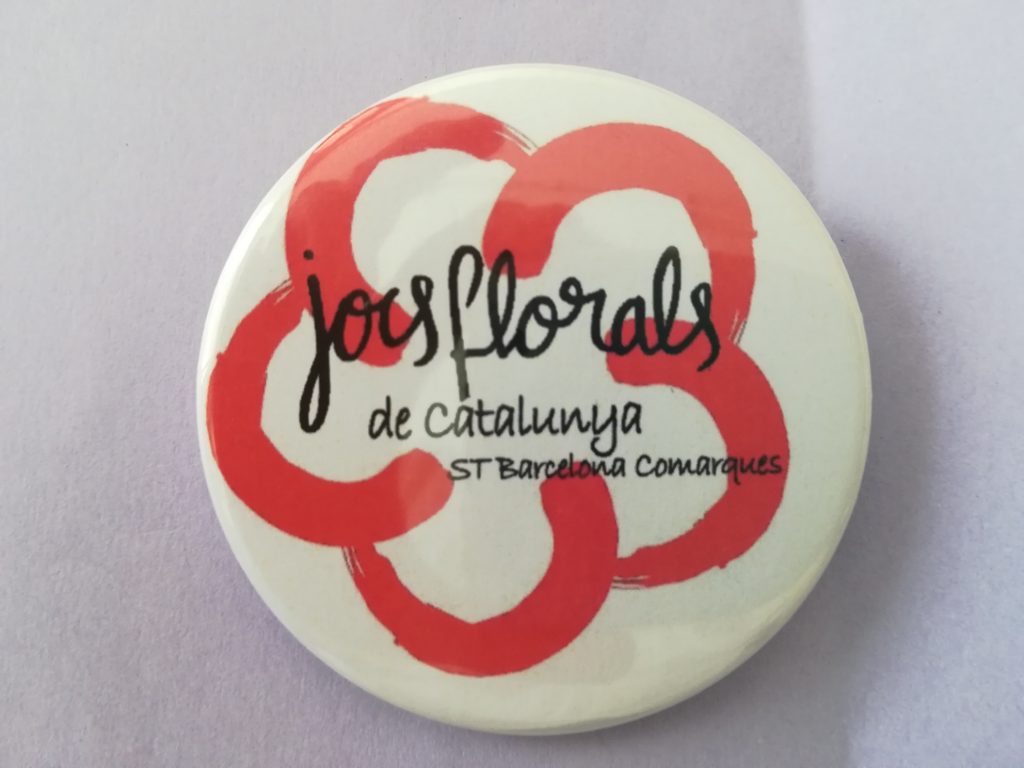 jocs florals
de Catalunya
ST Barcelona Comarques